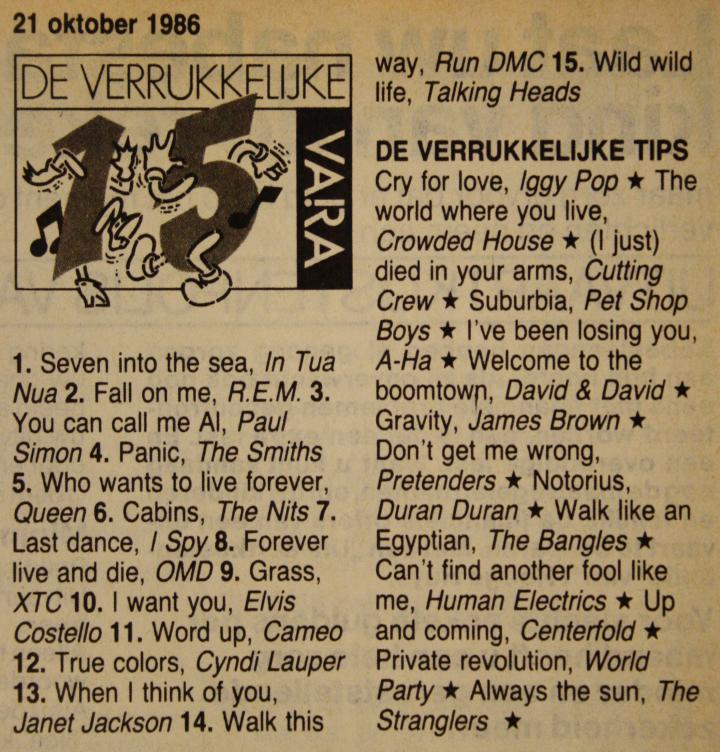 21 oktober 1986
DE VERRUKKELIJKE
15
VARA
1. Seven into the sea, In Tua
Nua 2. Fall on me, R.E.M. 3.
You can call me Al, Paul
Simon 4. Panic, The Smiths
5. Who wants to live forever,
Queen 6. Cabins, The Nits 7.
Last dance, I Spy 8. Forever
live and die, OMD 9. Grass,
XTC 10. I want you, Elvis
Costello 11. Word up, Cameo
12. True colors, Cyndi Lauper
13. When I think of you,
Janet Jackson 14. Walk this
way, Run DMC 15. Wild wild
life, Talking Heads
DE VERRUKKELIJKE TIPS
Cry for love, Iggy Pop ★ The
world where you live,
Crowded House ★ (I just)
died in your arms, Cutting
Crew ★ Suburbia, Pet Shop
Boys ★ I've been losing you,
A-Ha ★ Welcome to the
boomtown, David & David ★
Gravity, James Brown ★
Don't get me wrong,
Pretenders ★ Notorius,
Duran Duran ★ Walk like an
Egyptian, The Bangles ★
Can't find another fool like
me, Human Electrics ★ Up
and coming, Centerfold ★
Private revolution, World
Party ★ Always the sun, The
Stranglers ★